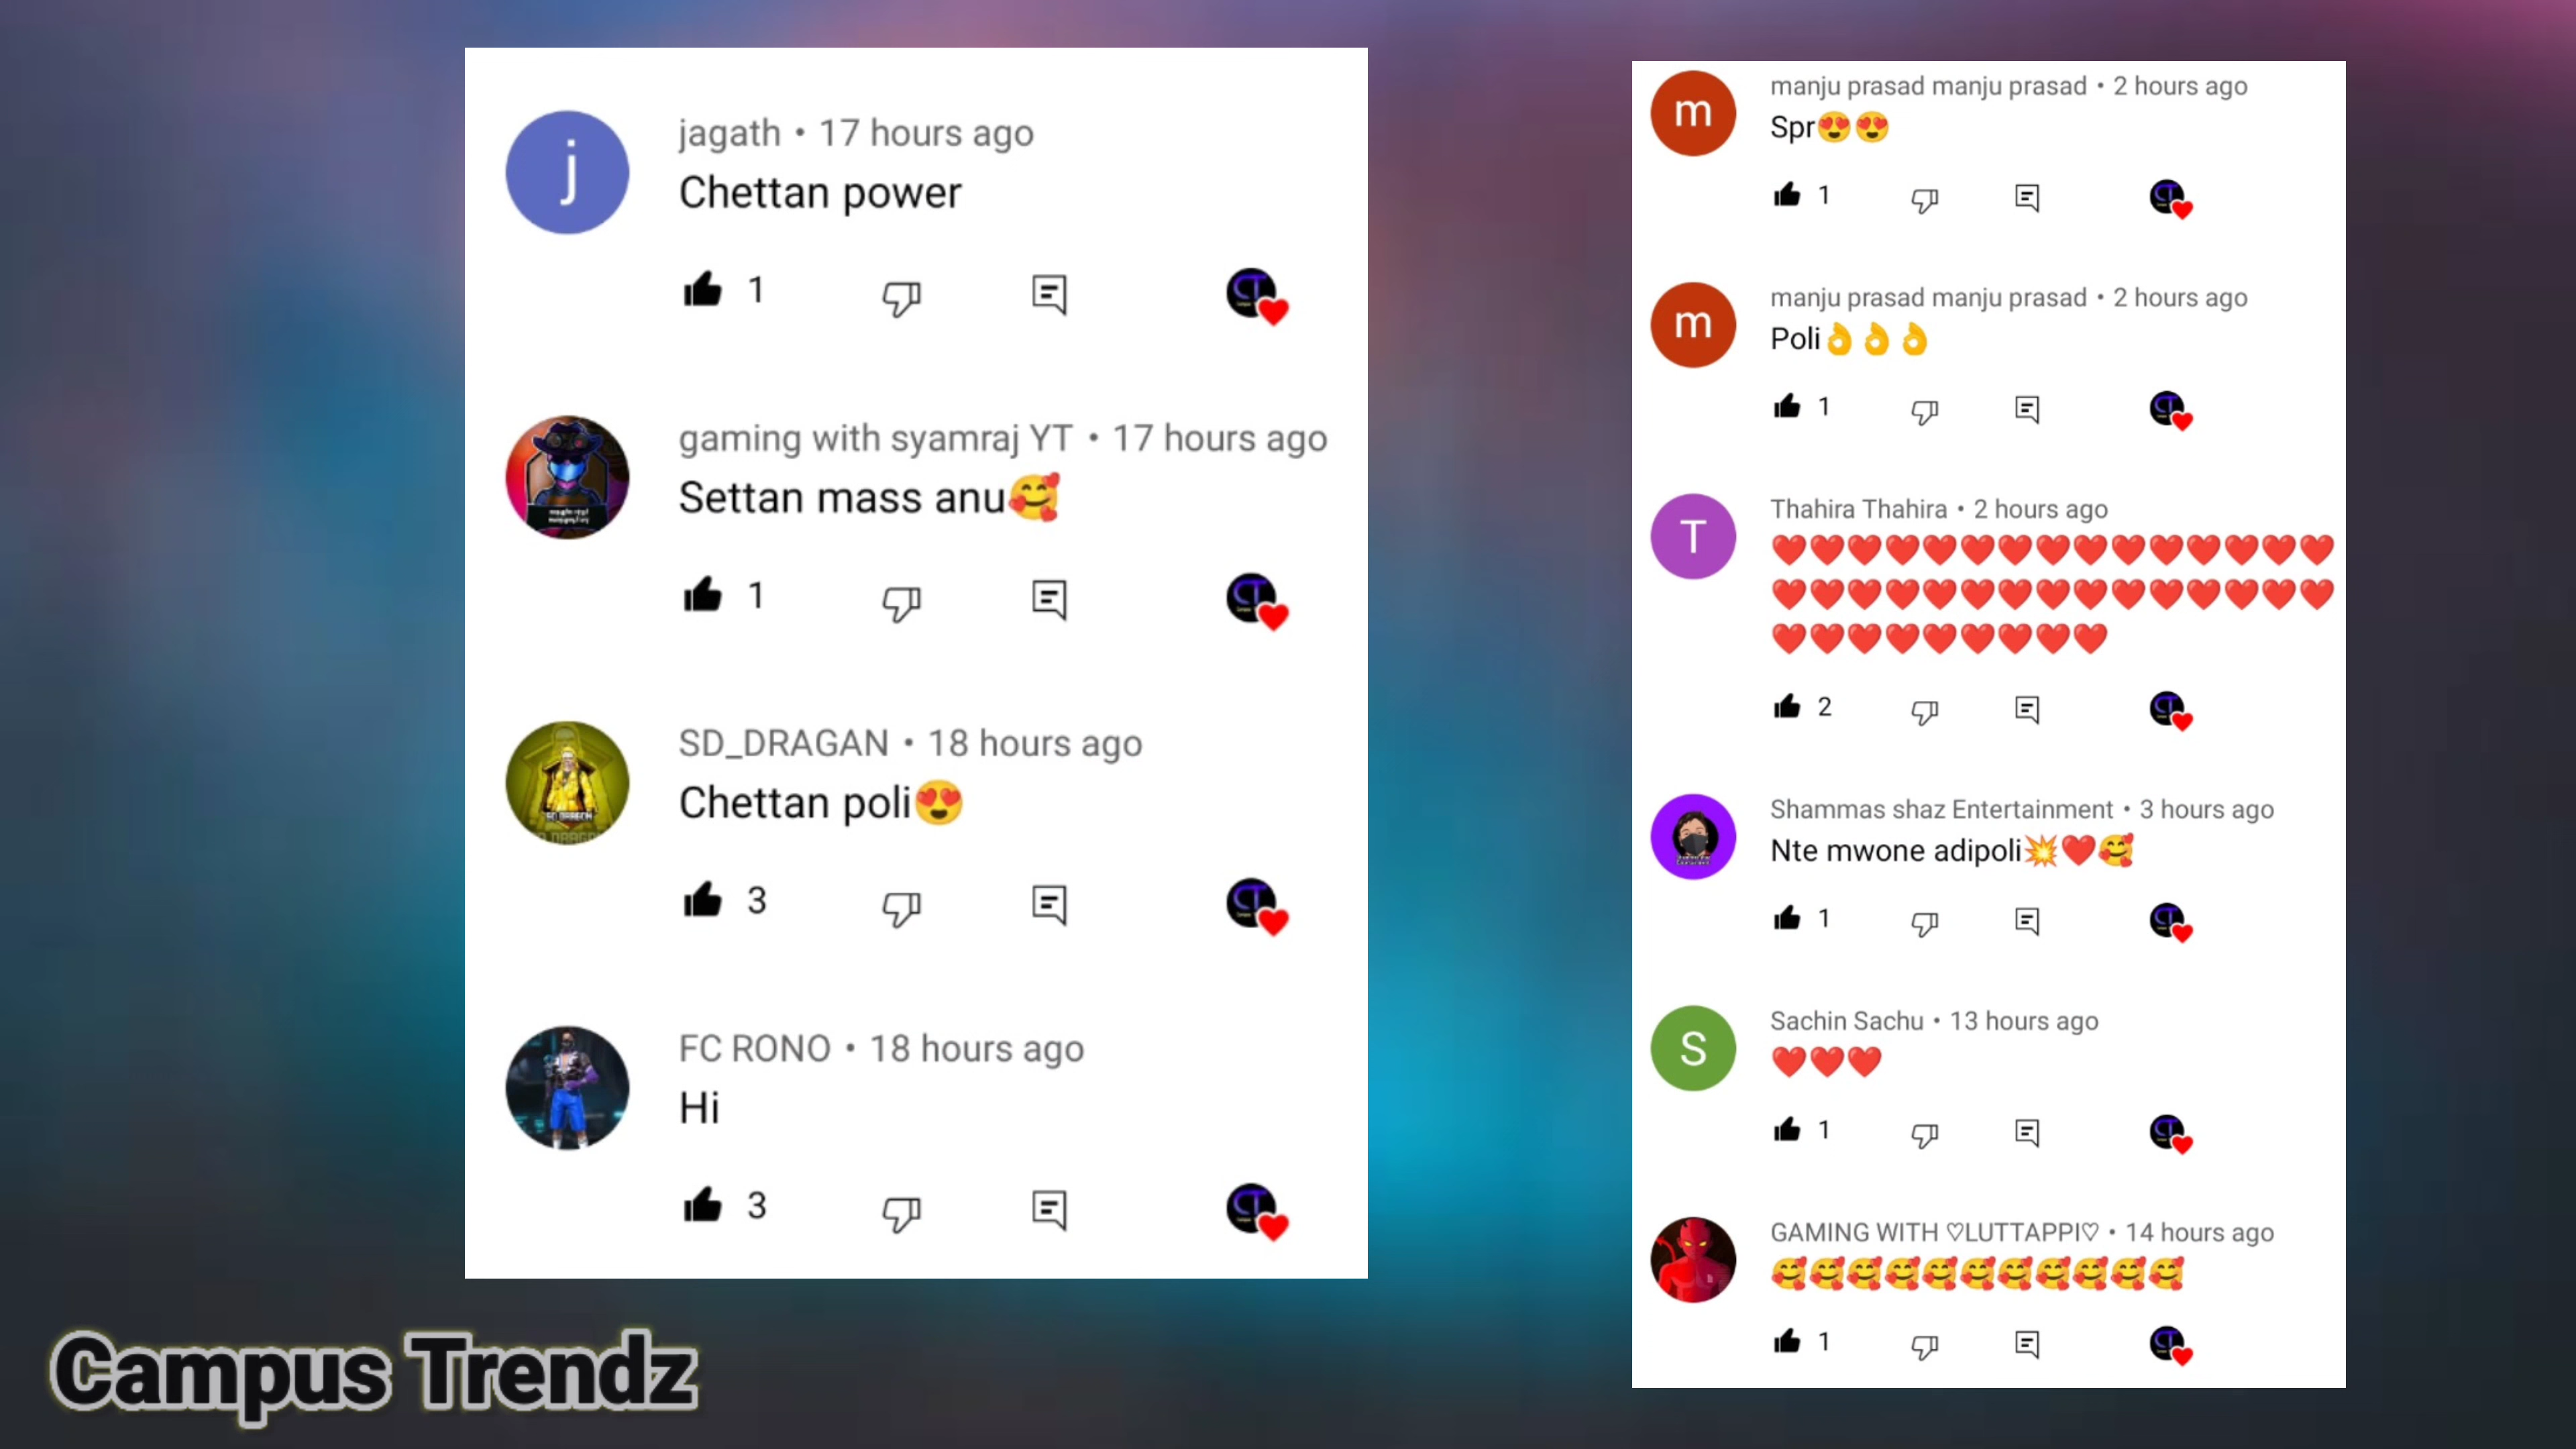 jagath • 17 hours ago
Chettan power
1
gaming with syamraj YT • 17 hours ago
Settan mass anu🥰
1
SD_DRAGAN • 18 hours ago
Chettan poli😍
3
FC RONO • 18 hours ago
Hi
3
manju prasad manju prasad • 2 hours ago
Spr😍😍
1
manju prasad manju prasad • 2 hours ago
Poli👌👌👌
1
Thahira Thahira • 2 hours ago
❤️❤️❤️❤️❤️❤️❤️❤️❤️❤️❤️❤️❤️❤️❤️
❤️❤️❤️❤️❤️❤️❤️❤️❤️❤️❤️❤️❤️❤️❤️
❤️❤️❤️❤️❤️❤️❤️❤️❤️
2
Shammas shaz Entertainment • 3 hours ago
Nte mwone adipoli💥❤️🥰
1
Sachin Sachu • 13 hours ago
❤️❤️❤️
1
GAMING WITH ♡LUTTAPPI♡ • 14 hours ago
🥰🥰🥰🥰🥰🥰🥰🥰🥰🥰🥰
1
Campus Trendz